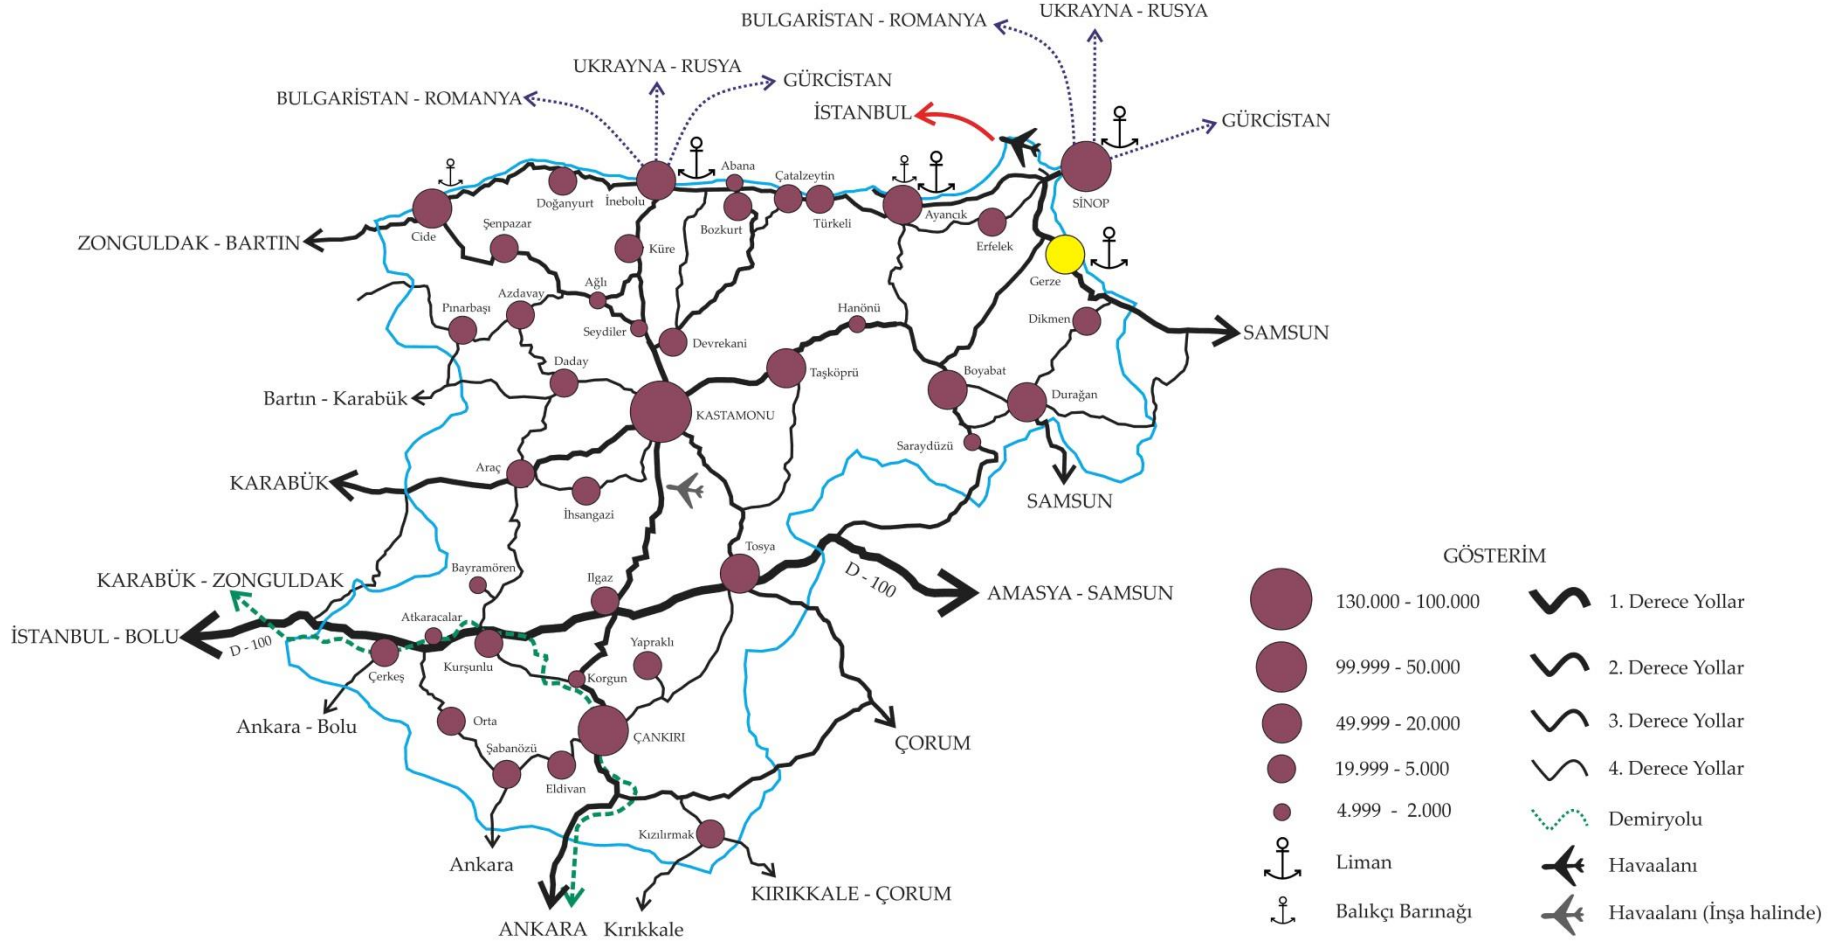 UKRAYNA - RUSYA
BULGARİSTAN - ROMANYA
UKRAYNA - RUSYA
GÜRCİSTAN
BULGARİSTAN - ROMANYA
İSTANBUL
GÜRCİSTAN
Abana
Çatalzeytin
Doğanyurt
İnebolu
SİNOP
Ayancık
Cide
Şenpazar
Bozkurt
Türkeli
Erfelek
ZONGULDAK - BARTIN
Küre
Gerze
Ağlı
Azdavay
Pınarbaşı
Hanönü
Dikmen
Seydiler
SAMSUN
Devrekani
Daday
Taşköprü
Boyabat
Durağan
Bartın - Karabük
KASTAMONU
Saraydüzü
Araç
KARABÜK
SAMSUN
İhsangazi
Tosya
GÖSTERİM
Bayramören
Ilgaz
D - 100
KARABÜK - ZONGULDAK
AMASYA - SAMSUN
130.000 - 100.000
1. Derece Yollar
Atkaracalar
İSTANBUL - BOLU
D - 100
Yapraklı
Kurşunlu
99.999 - 50.000
2. Derece Yollar
Çerkeş
Korgun
Ankara - Bolu
Orta
49.999 - 20.000
3. Derece Yollar
ÇANKIRI
ÇORUM
Şabanözü
19.999 - 5.000
4. Derece Yollar
Eldivan
4.999 - 2.000
Demiryolu
Kızılırmak
Ankara
Liman
Havaalanı
KIRIKKALE - ÇORUM
Balıkçı Barınağı
Havaalanı (İnşa halinde)
ANKARA
Kırıkkale